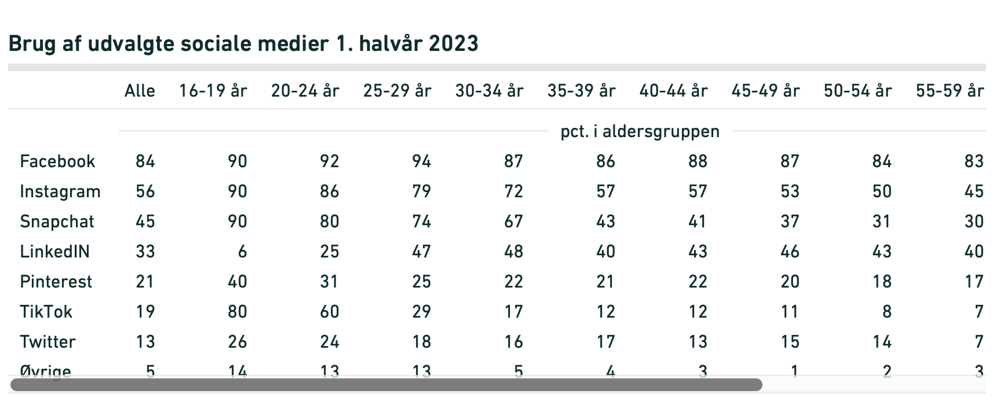 Brug af udvalgte sociale medier 1. halvår 2023
Alle 16-19 år 20-24 år 25-29 år 30-34 år 35-39 år 40-44 år 45-49 år 50-54 år 55-59 år
pct. i aldersgruppen
Facebook 84 90 92 94 87 86 88 87 84 83
Instagram 56 90 86 79 72 57 57 53 50 45
Snapchat 45 90 80 74 67 43 41 37 31 30
LinkedIN 33 6 25 47 48 40 43 46 43 40
Pinterest 21 40 31 25 22 21 22 20 18 17
TikTok 19 80 60 29 17 12 12 11 8 7
Twitter 13 26 24 18 16 17 13 15 14 7
Øvrige 5 14 13 13 5 4 3 1 2 3